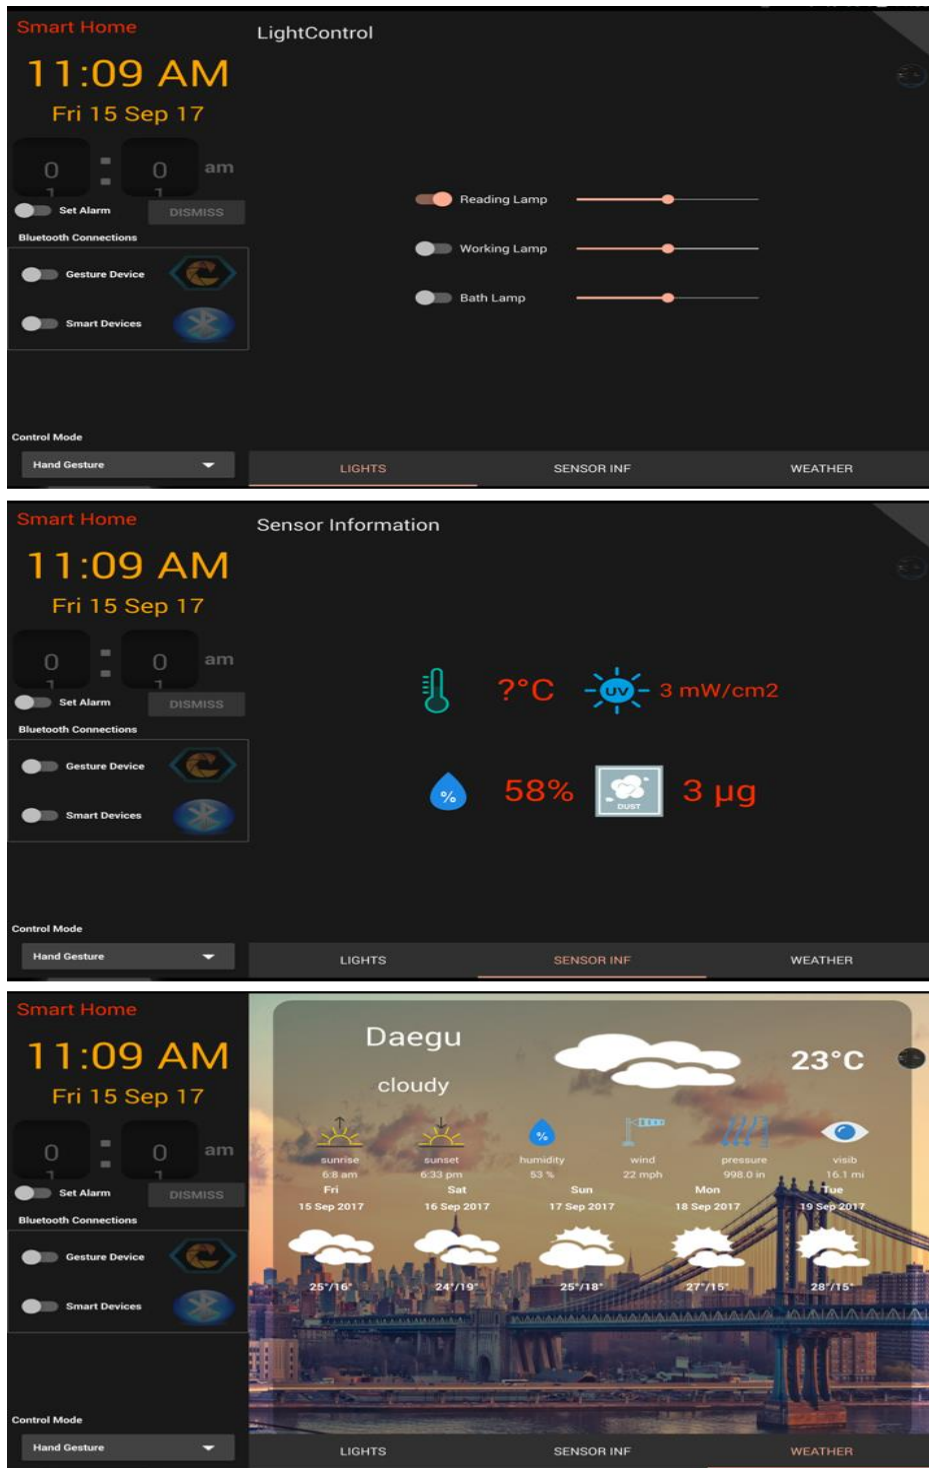 Smart Home
LightControl
11:09 AM
Fri 15 Sep 17
0 : 0 am
1 1
Set Alarm DISMISS
Bluetooth Connections
Gesture Device
Smart Devices
Reading Lamp
Working Lamp
Bath Lamp
Control Mode
Hand Gesture
LIGHTS SENSOR INF WEATHER
Smart Home
Sensor Information
11:09 AM
Fri 15 Sep 17
0 : 0 am
1 1
Set Alarm DISMISS
Bluetooth Connections
Gesture Device
Smart Devices
?°C UV 3 mW/cm2
% 58% DUST 3 µg
Control Mode
Hand Gesture
LIGHTS SENSOR INF WEATHER
Smart Home
11:09 AM
Fri 15 Sep 17
0 : 0 am
1 1
Set Alarm DISMISS
Bluetooth Connections
Gesture Device
Smart Devices
Control Mode
Hand Gesture
Daegu
cloudy
23°C
%
sunrise sunset humidity wind pressure visib
6:8 am 6:33 pm 53 % 22 mph 998.0 in 16.1 mi
Fri Sat Sun Mon Tue
15 Sep 2017 16 Sep 2017 17 Sep 2017 18 Sep 2017 19 Sep 2017
25°/16° 24°/19° 25°/18° 27°/15° 28°/15°
LIGHTS SENSOR INF WEATHER